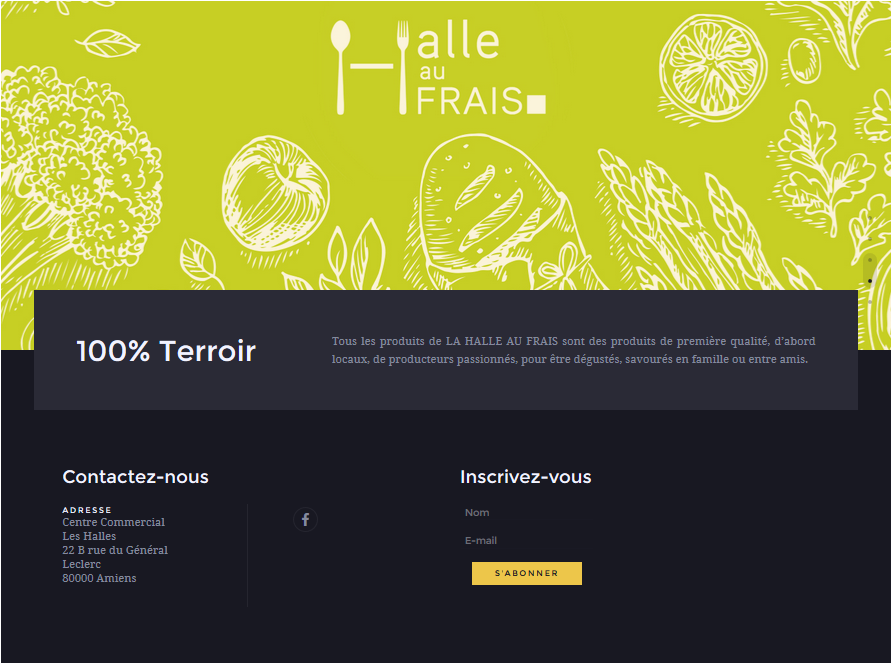 Halle
au
FRAIS
100% Terroir
Tous les produits de LA HALLE AU FRAIS sont des produits de première qualité, d'abord
locaux, de producteurs passionnés, pour être dégustés, savourés en famille ou entre amis.
Contactez-nous
ADRESSE
Centre Commercial
Les Halles
22 B rue du Général
Leclerc
80000 Amiens
Inscrivez-vous
Nom
E-mail
S'ABONNER